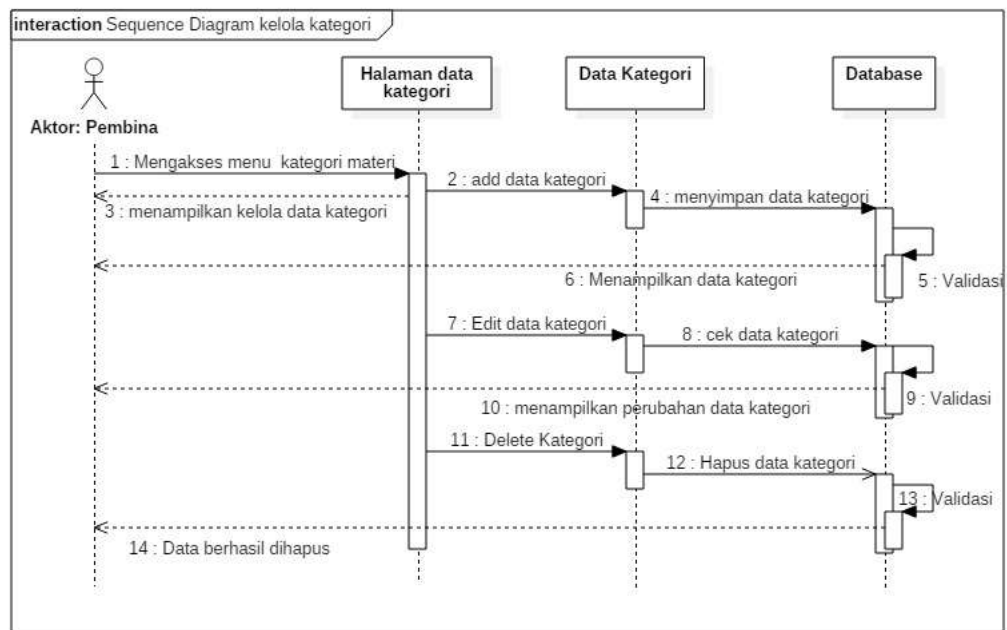 interaction Sequence Diagram kelola kategori
Halaman data
kategori
Data Kategori
Database
Aktor: Pembina
1 : Mengakses menu kategori materi
2 : add data kategori
3 : menampilkan kelola data kategori
4 : menyimpan data kategori
5 : Validasi
6 : Menampilkan data kategori
7 : Edit data kategori
8 : cek data kategori
9 : Validasi
10 : menampilkan perubahan data kategori
11 : Delete Kategori
12 : Hapus data kategori
13 : Validasi
14 : Data berhasil dihapus